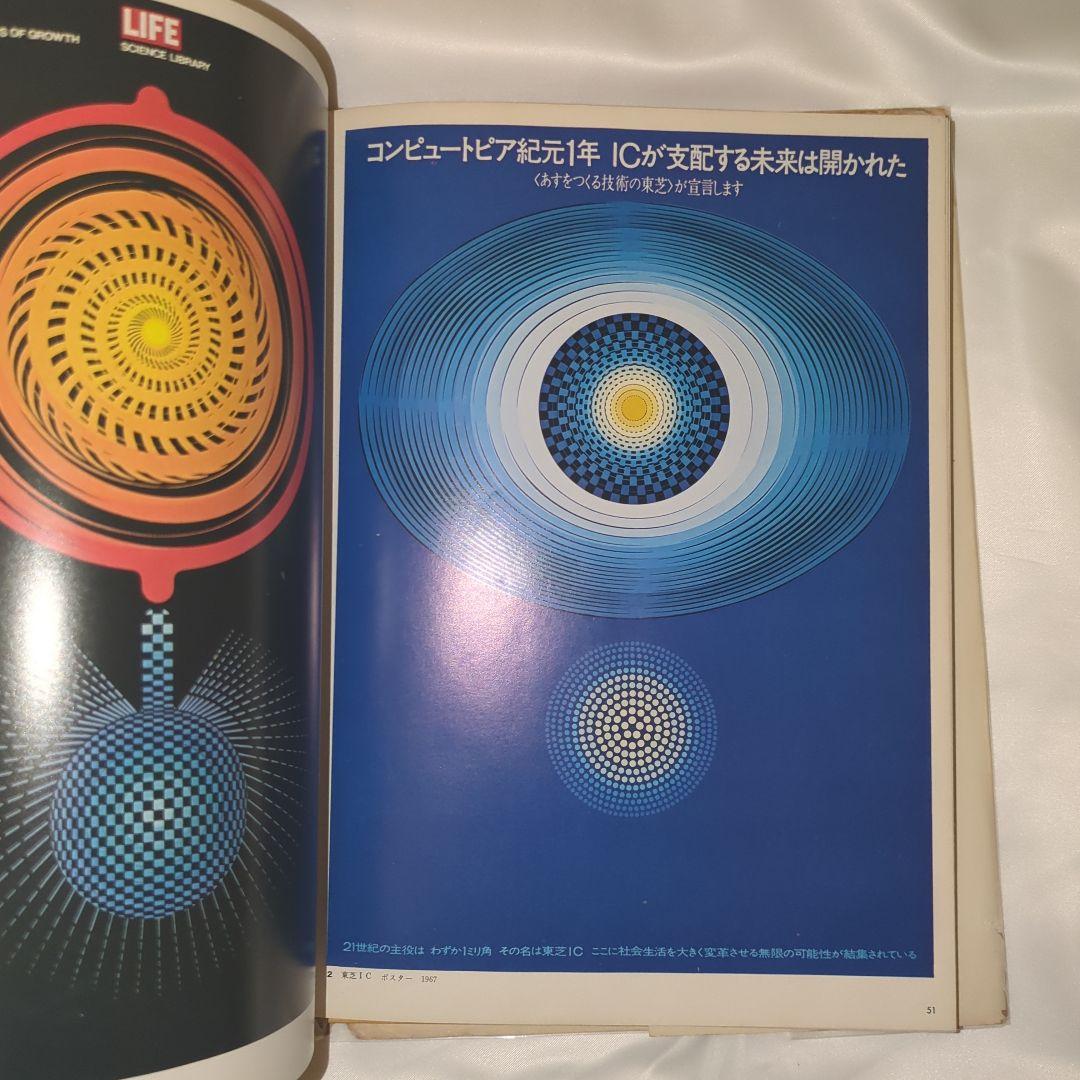 S OF GROWTH
LIFE
SCIENCE LIBRARY
コンピュートピア紀元1年 ICが支配する未来は開かれた
〈あすをつくる技術の東芝〉が宣言します
21世紀の主役は わずか1ミリ角 その名は東芝IC ここに社会生活を大きく変革させる無限の可能性が結集されている
2 東芝IC ポスター 1967
51